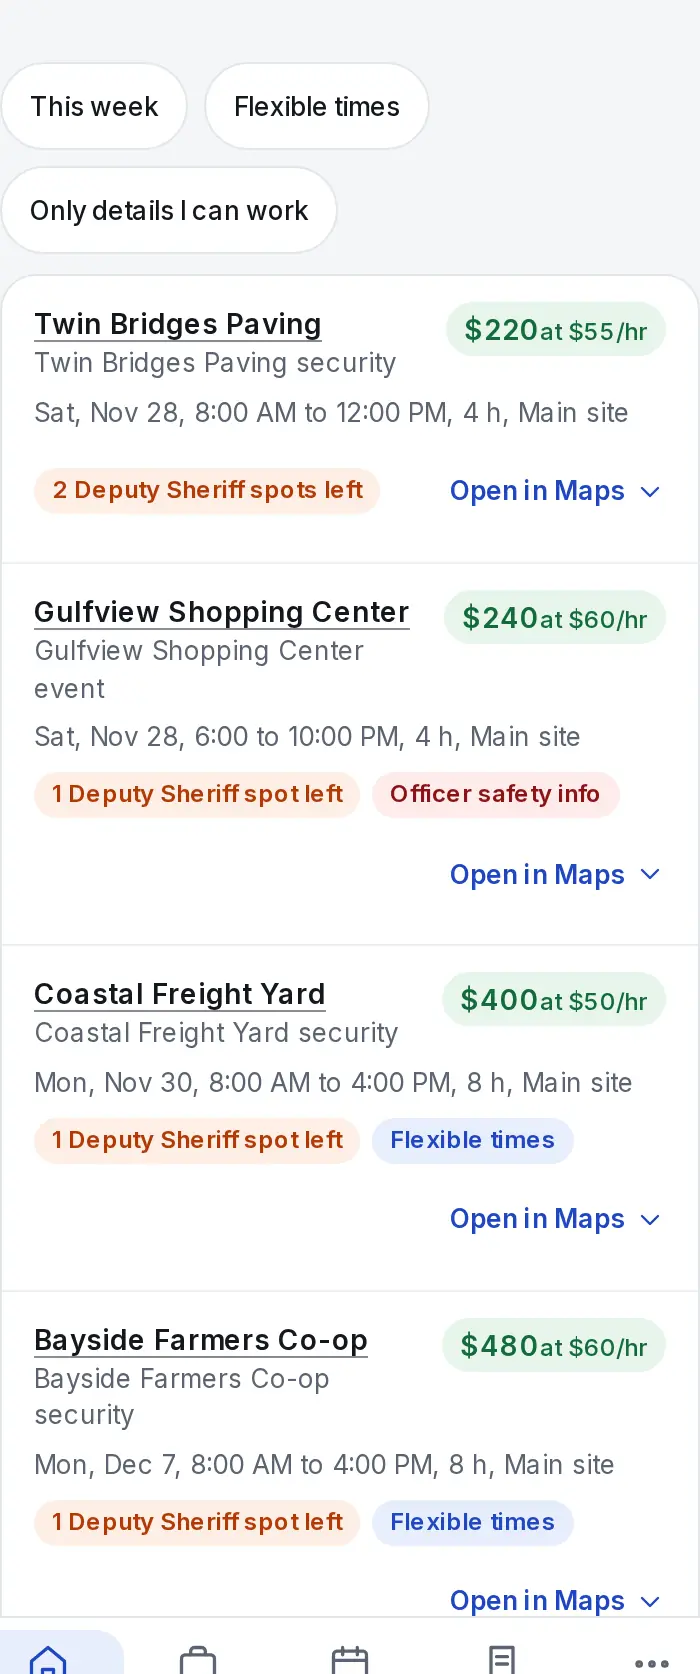 This week
Flexible times
Only details I can work
Twin Bridges Paving
$220 at $55/hr
Twin Bridges Paving security
Sat, Nov 28, 8:00 AM to 12:00 PM, 4 h, Main site
2 Deputy Sheriff spots left
Open in Maps
Gulfview Shopping Center
$240 at $60/hr
Gulfview Shopping Center
event
Sat, Nov 28, 6:00 to 10:00 PM, 4 h, Main site
1 Deputy Sheriff spot left
Officer safety info
Open in Maps
Coastal Freight Yard
$400 at $50/hr
Coastal Freight Yard security
Mon, Nov 30, 8:00 AM to 4:00 PM, 8 h, Main site
1 Deputy Sheriff spot left
Flexible times
Open in Maps
Bayside Farmers Co-op
$480 at $60/hr
Bayside Farmers Co-op
security
Mon, Dec 7, 8:00 AM to 4:00 PM, 8 h, Main site
1 Deputy Sheriff spot left
Flexible times
Open in Maps